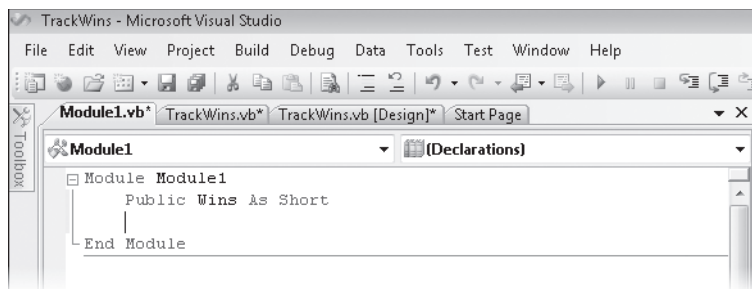 TrackWins - Microsoft Visual Studio
File Edit View Project Build Debug Data Tools Test Window Help
Module1.vb* TrackWins.vb* TrackWins.vb [Design]* Start Page
Toolbox
Module1 (Declarations)
Module Module1
Public Wins As Short
End Module